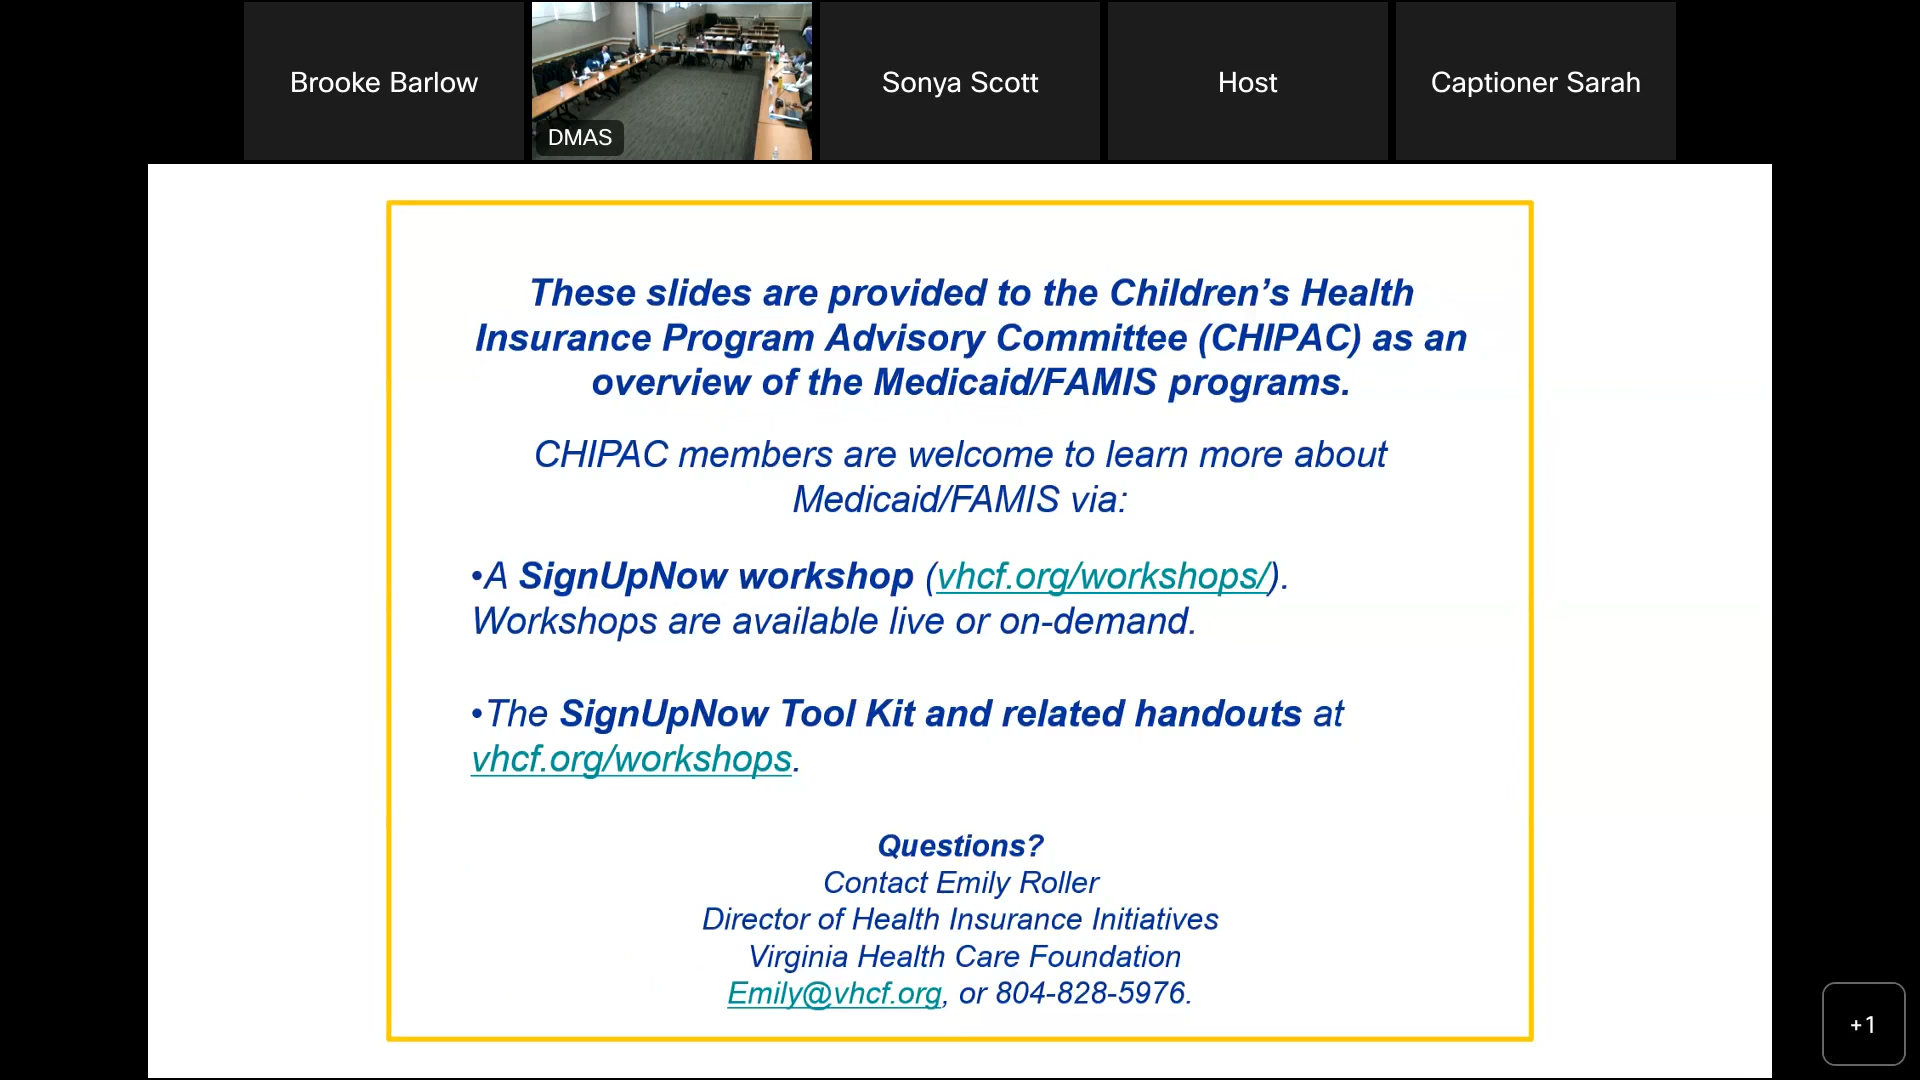 Brooke Barlow
DMAS
Sonya Scott
Host
Captioner Sarah
These slides are provided to the Children’s Health
Insurance Program Advisory Committee (CHIPAC) as an
overview of the Medicaid/FAMIS programs.
CHIPAC members are welcome to learn more about
Medicaid/FAMIS via:
•A SignUpNow workshop (vhcf.org/workshops/).
Workshops are available live or on-demand.
•The SignUpNow Tool Kit and related handouts at
vhcf.org/workshops.
Questions?
Contact Emily Roller
Director of Health Insurance Initiatives
Virginia Health Care Foundation
Emily@vhcf.org, or 804-828-5976.
+1